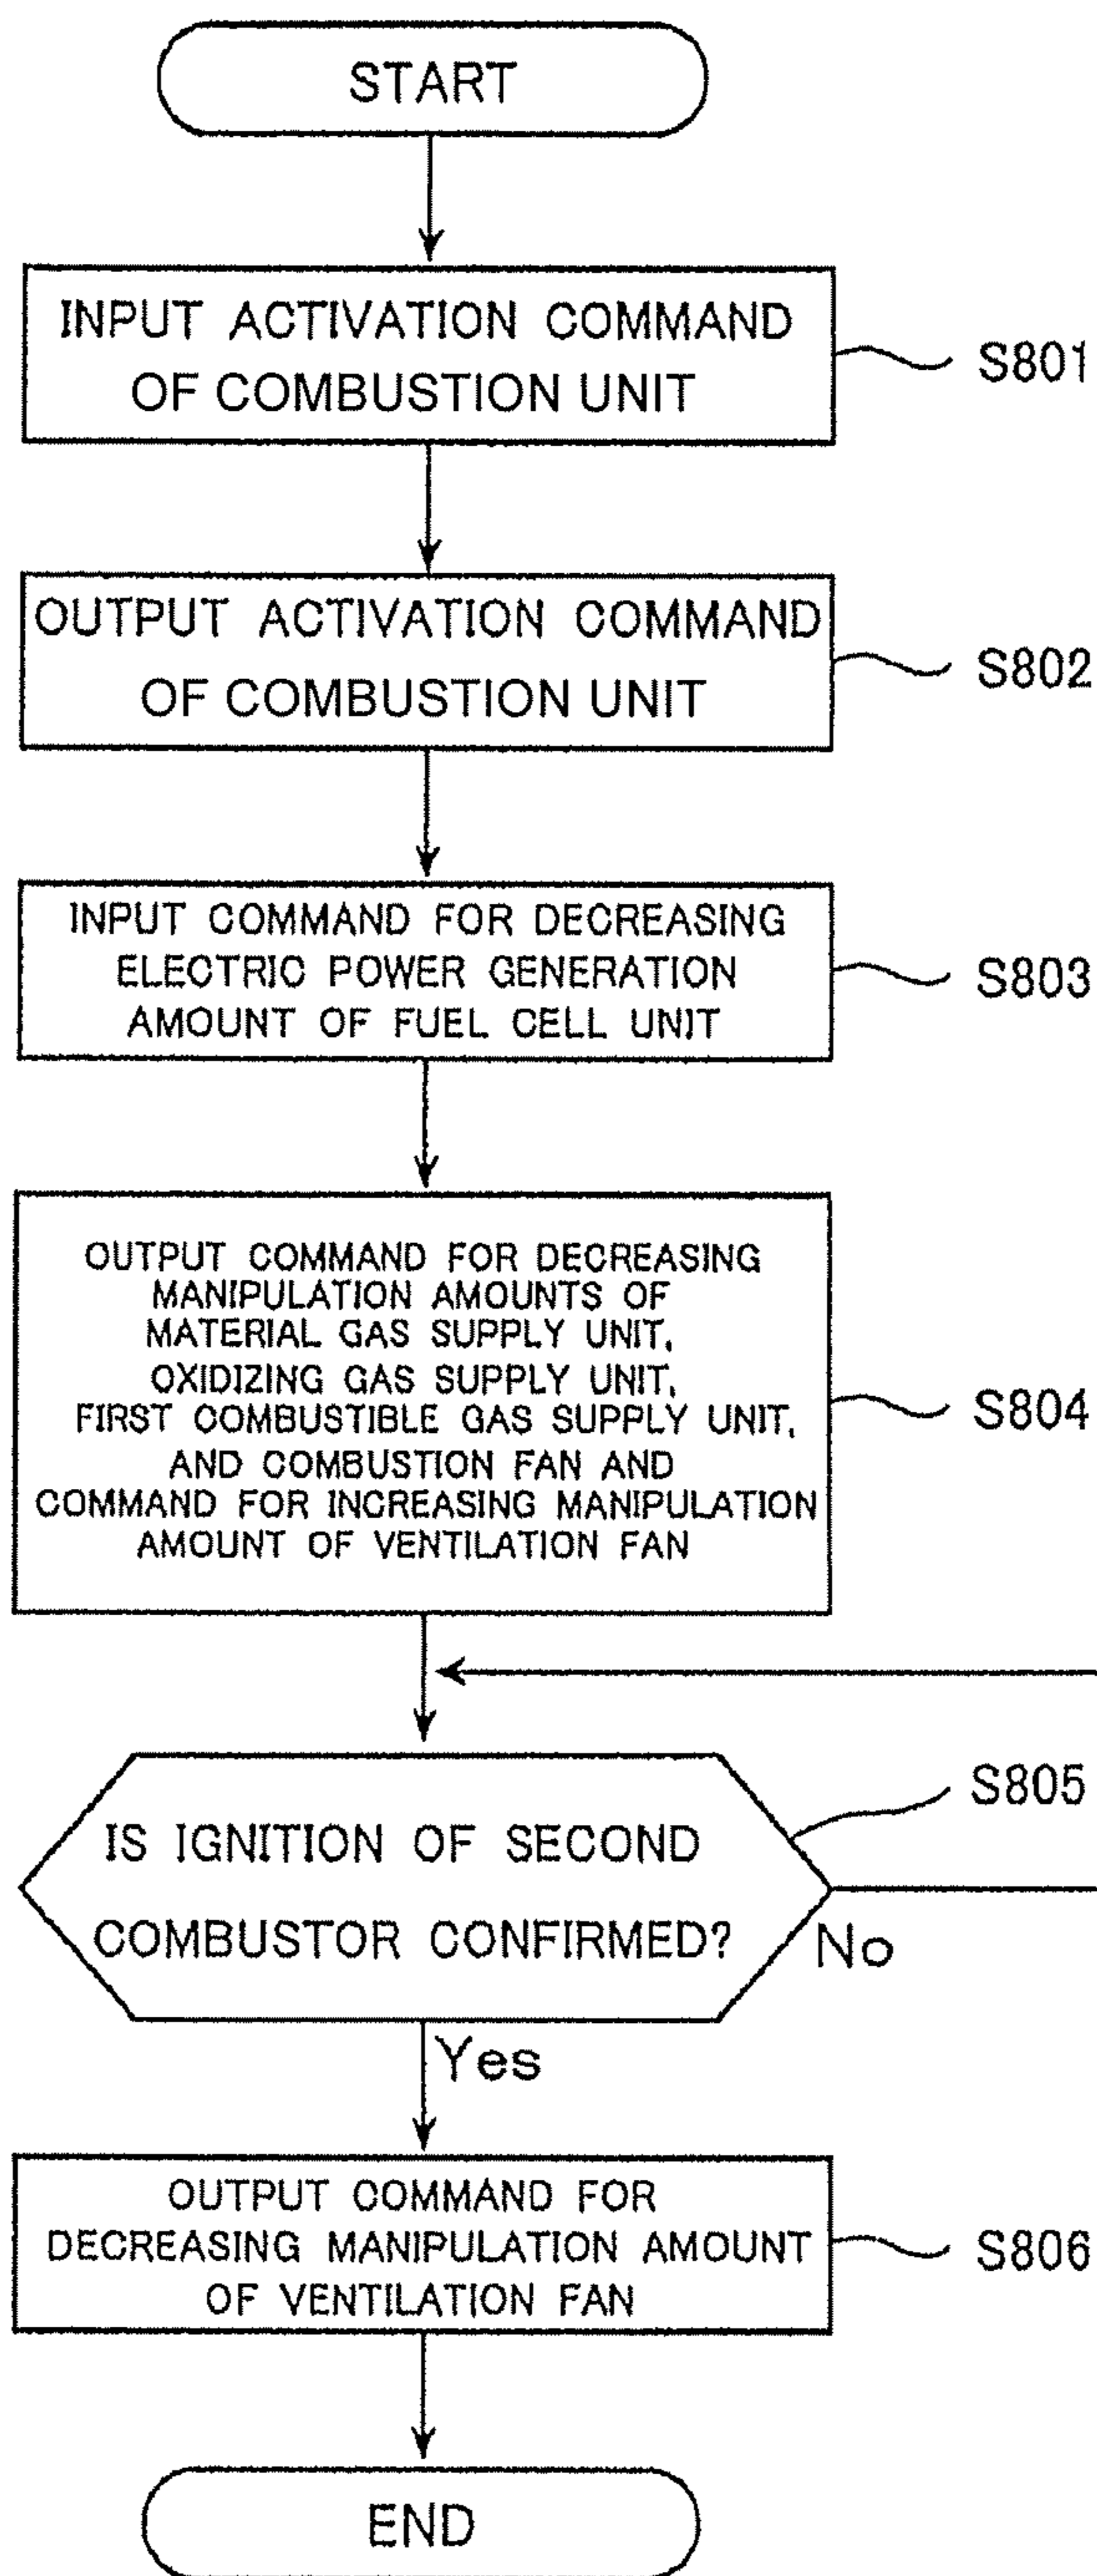 START
INPUT ACTIVATION COMMAND
OF COMBUSTION UNIT
S801
OUTPUT ACTIVATION COMMAND
OF COMBUSTION UNIT
S802
INPUT COMMAND FOR DECREASING
ELECTRIC POWER GENERATION
AMOUNT OF FUEL CELL UNIT
S803
OUTPUT COMMAND FOR DECREASING
MANIPULATION AMOUNTS OF
MATERIAL GAS SUPPLY UNIT,
OXIDIZING GAS SUPPLY UNIT,
FIRST COMBUSTIBLE GAS SUPPLY UNIT,
AND COMBUSTION FAN AND
COMMAND FOR INCREASING MANIPULATION
AMOUNT OF VENTILATION FAN
S804
IS IGNITION OF SECOND
COMBUSTOR CONFIRMED?
S805
No
Yes
OUTPUT COMMAND FOR
DECREASING MANIPULATION AMOUNT
OF VENTILATION FAN
S806
END